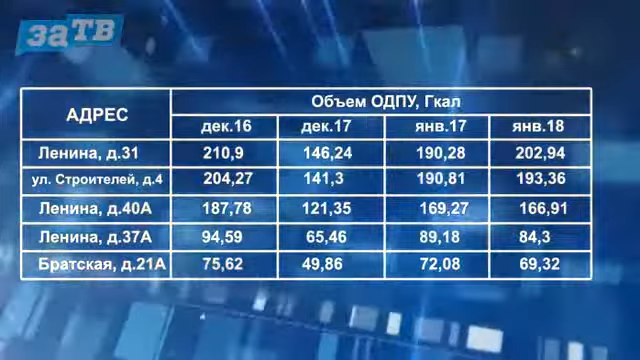 заТВ
АДРЕС
Объем ОДПУ, Гкал
дек.16 дек.17 янв.17 янв.18
Ленина, д.31 210,9 146,24 190,28 202,94
ул. Строителей, д.4 204,27 141,3 190,81 193,36
Ленина, д.40А 187,78 121,35 169,27 166,91
Ленина, д.37А 94,59 65,46 89,18 84,3
Братская, д.21А 75,62 49,86 72,08 69,32